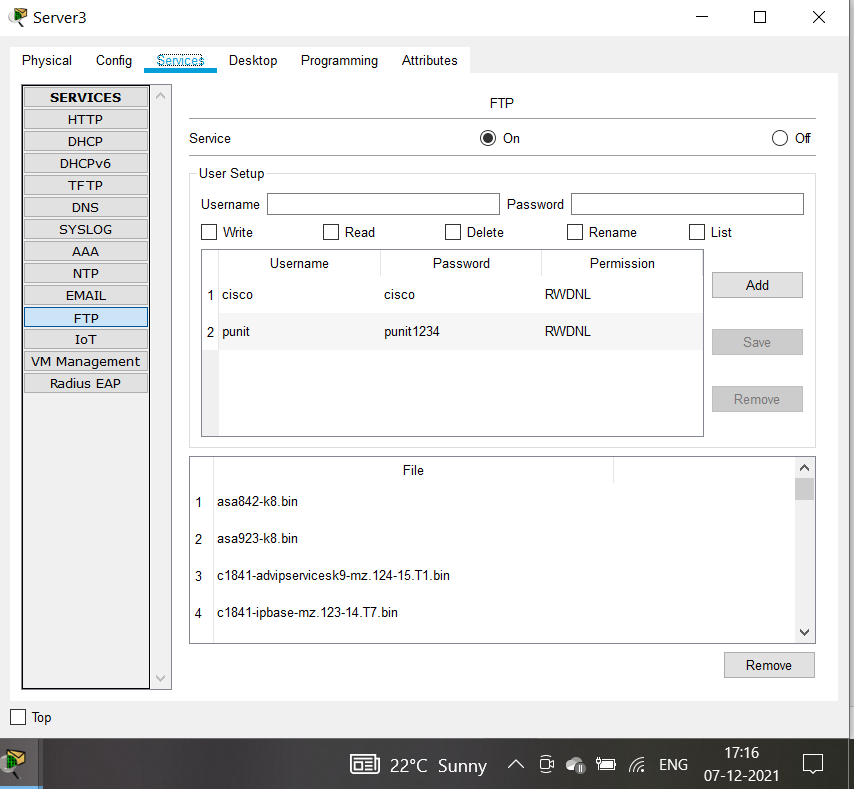 Server3
Physical Config Services Desktop Programming Attributes
SERVICES
HTTP
DHCP
DHCPv6
TFTP
DNS
SYSLOG
AAA
NTP
EMAIL
FTP
IoT
VM Management
Radius EAP
FTP
Service On Off
User Setup
Username Password
Write Read Delete Rename List
Username Password Permission
1 cisco cisco RWDNL
2 punit punit1234 RWDNL
Add
Save
Remove
File
1 asa842-k8.bin
2 asa923-k8.bin
3 c1841-advipservicesk9-mz.124-15.T1.bin
4 c1841-ipbase-mz.123-14.T7.bin
Remove
Top
22°C Sunny ENG 17:16
07-12-2021